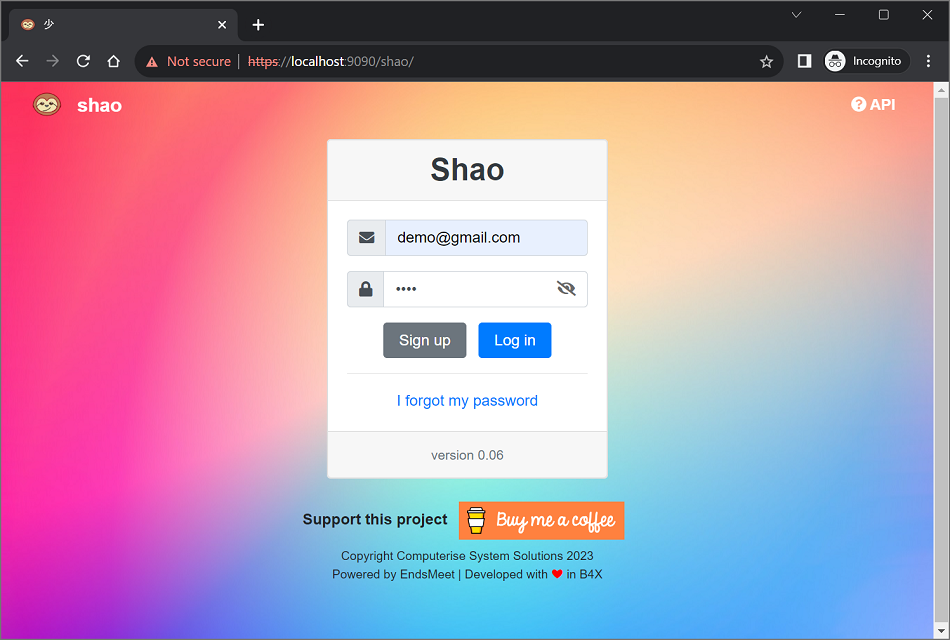 少
Not secure | https://localhost:9090/shao/
Incognito
shao
API
Shao
demo@gmail.com
••••
Sign up
Log in
I forgot my password
version 0.06
Support this project
Buy me a coffee
Copyright Computerise System Solutions 2023
Powered by EndsMeet | Developed with ❤ in B4X